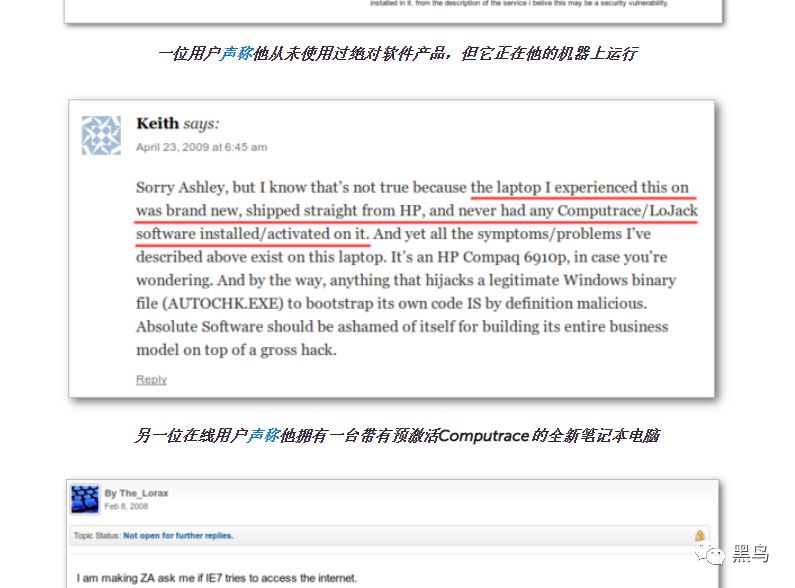 installed in it. from the description of the service i belive this may be a security vulnerability.
一位用户声称他从未使用过绝对软件产品，但它正在他的机器上运行
Keith says:
April 23, 2009 at 6:45 am
Sorry Ashley, but I know that's not true because the laptop I experienced this on
was brand new, shipped straight from HP, and never had any Computrace/LoJack
software installed/activated on it. And yet all the symptoms/problems I've
described above exist on this laptop. It's an HP Compaq 6910p, in case you're
wondering. And by the way, anything that hijacks a legitimate Windows binary
file (AUTOCHK.EXE) to bootstrap its own code IS by definition malicious.
Absolute Software should be ashamed of itself for building its entire business
model on top of a gross hack.
Reply
另一位在线用户声称他拥有一台带有预激活Computrace的全新笔记本电脑
By The_Lorax
Feb 8, 2008
Topic Status: Not open for further replies.
黑鸟
I am making ZA ask me if IE7 tries to access the internet.